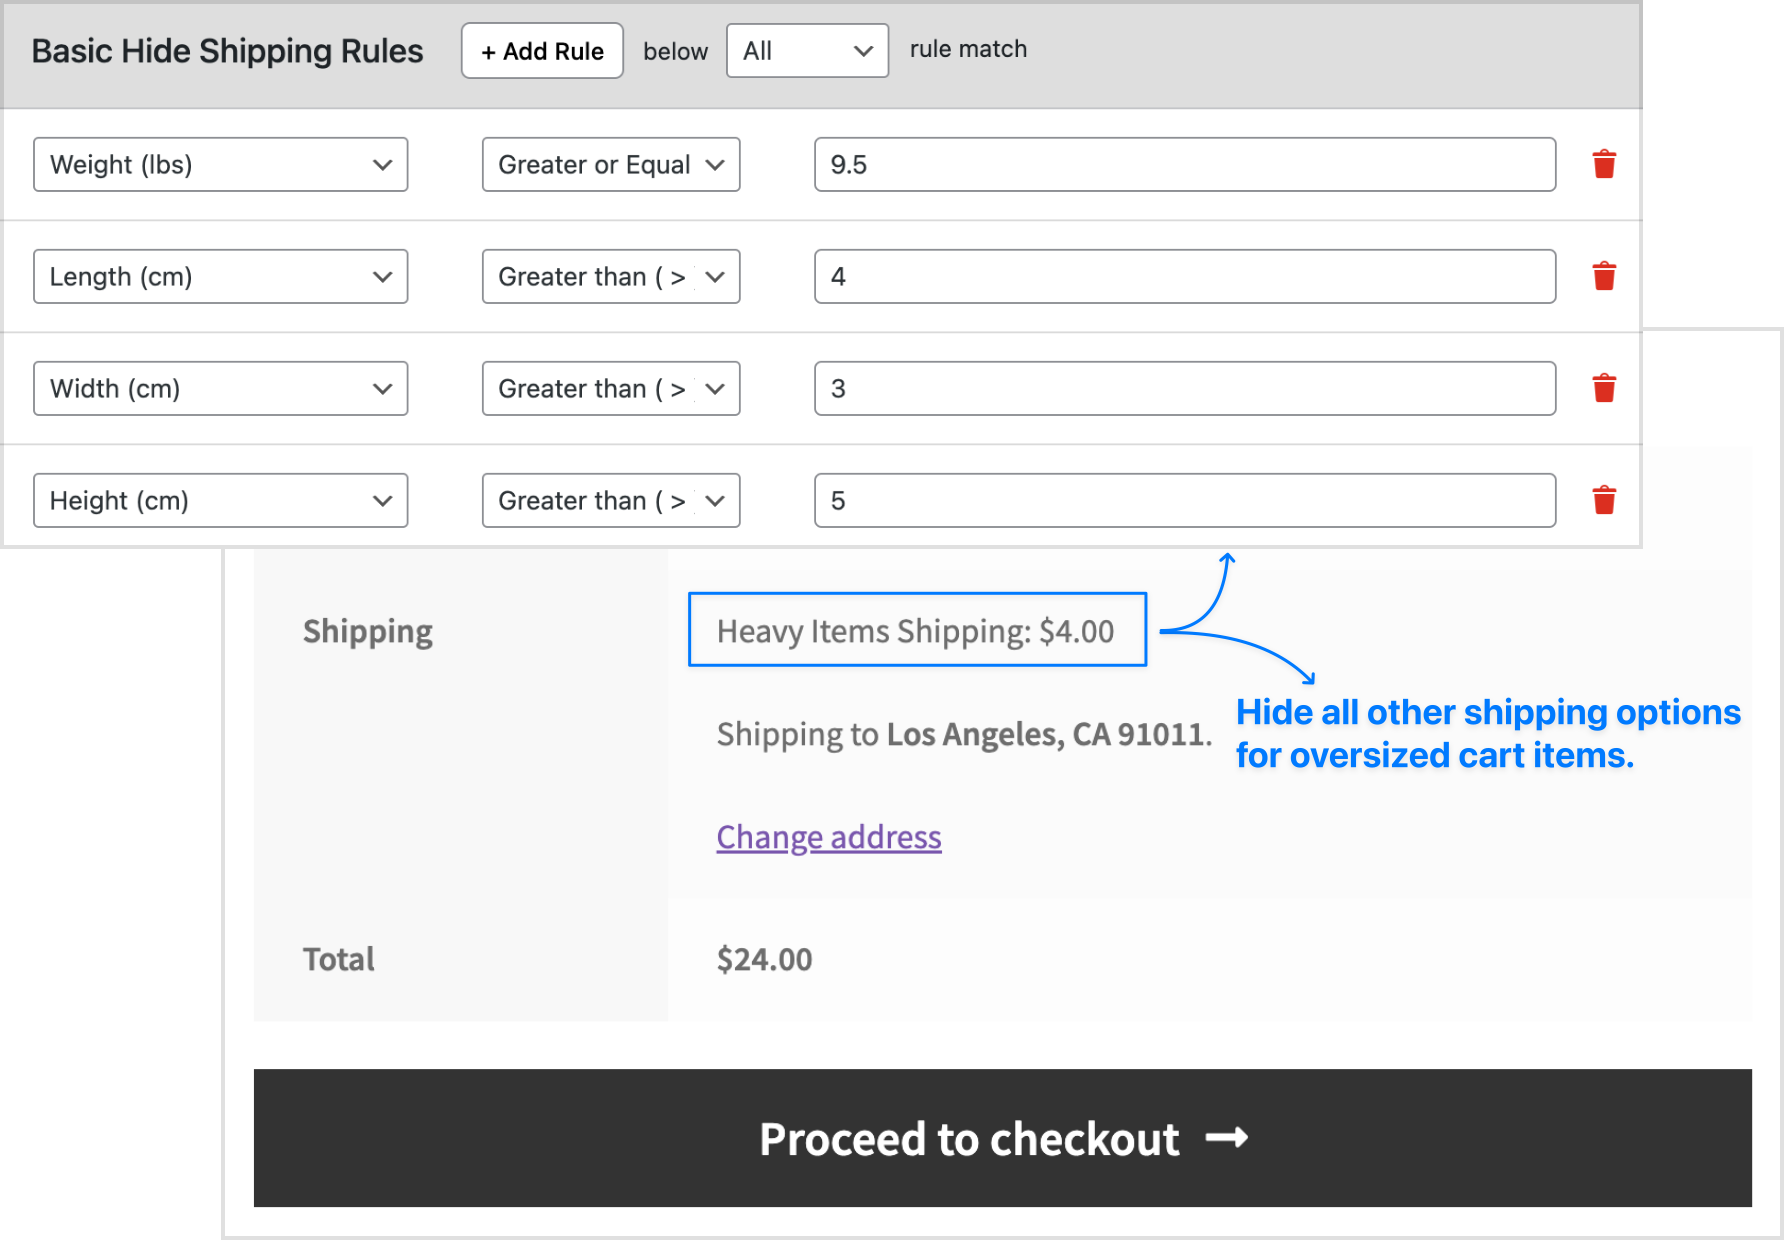 Basic Hide Shipping Rules + Add Rule below All rule match
Weight (lbs) Greater or Equal 9.5
Length (cm) Greater than ( > 4
Width (cm) Greater than ( > 3
Height (cm) Greater than ( > 5
Shipping Heavy Items Shipping: $4.00
Shipping to Los Angeles, CA 91011.
Hide all other shipping options
for oversized cart items.
Change address
Total $24.00
Proceed to checkout →